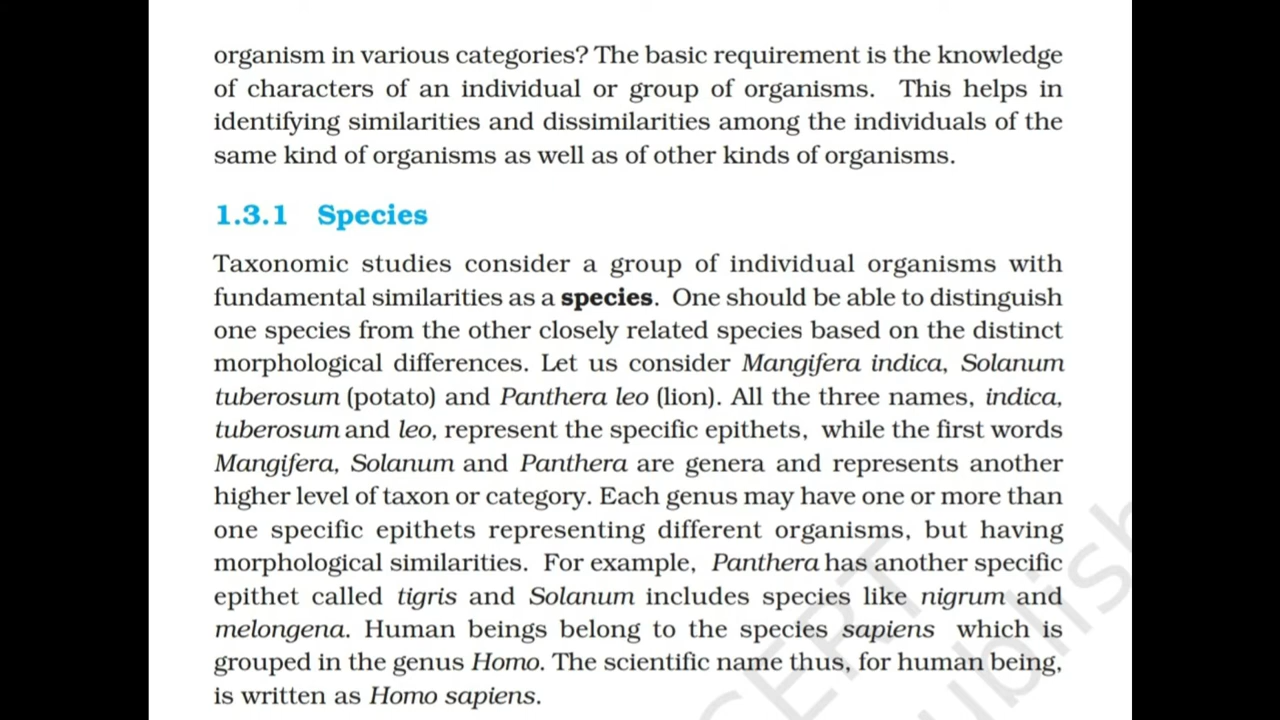 organism in various categories? The basic requirement is the knowledge
of characters of an individual or group of organisms. This helps in
identifying similarities and dissimilarities among the individuals of the
same kind of organisms as well as of other kinds of organisms.
1.3.1 Species
Taxonomic studies consider a group of individual organisms with
fundamental similarities as a species. One should be able to distinguish
one species from the other closely related species based on the distinct
morphological differences. Let us consider Mangifera indica, Solanum
tuberosum (potato) and Panthera leo (lion). All the three names, indica,
tuberosum and leo, represent the specific epithets, while the first words
Mangifera, Solanum and Panthera are genera and represents another
higher level of taxon or category. Each genus may have one or more than
one specific epithets representing different organisms, but having
morphological similarities. For example, Panthera has another specific
epithet called tigris and Solanum includes species like nigrum and
melongena. Human beings belong to the species sapiens which is
grouped in the genus Homo. The scientific name thus, for human being,
is written as Homo sapiens.